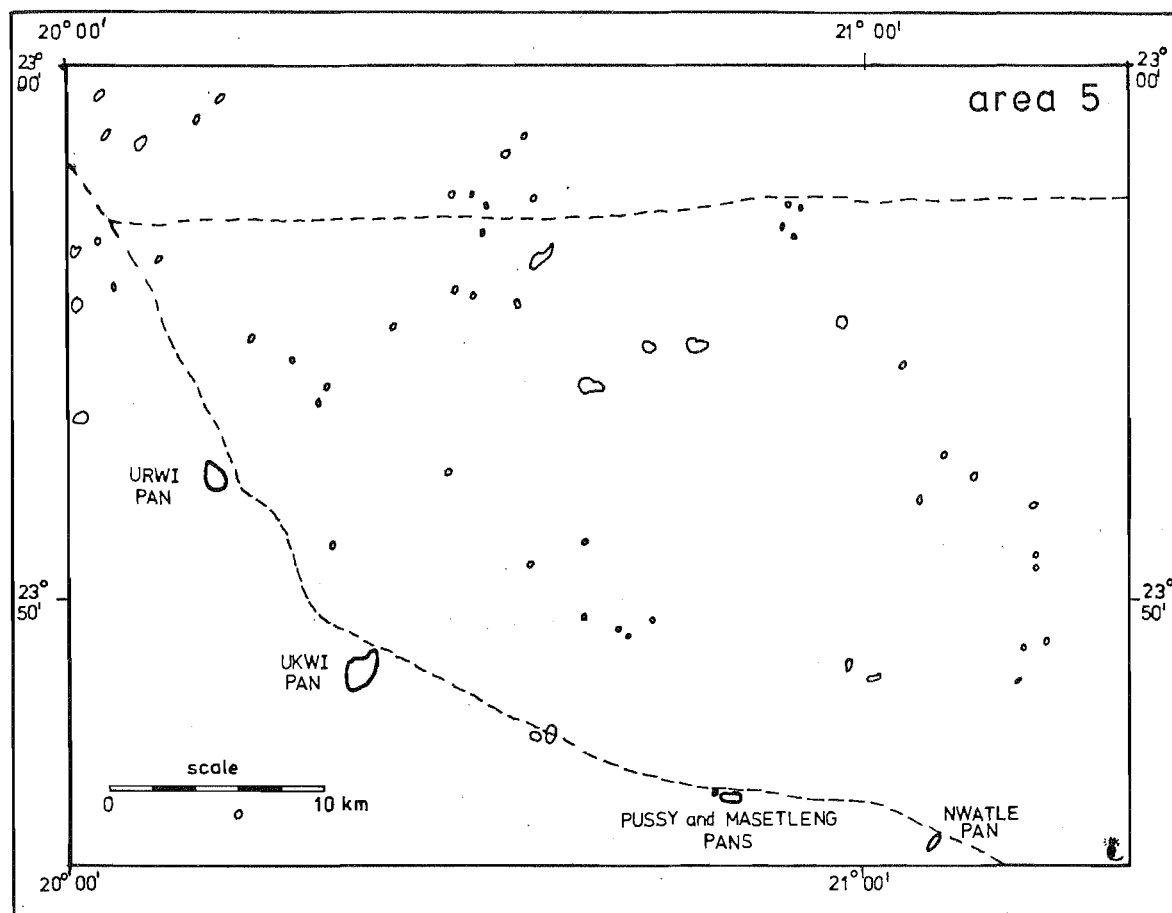 20° 00'
21° 00'
23°
00'
23°
00'
area 5
URWI
PAN
23°
50'
23°
50'
UKWI
PAN
scale
0 10 km
PUSSY and MASETLENG
PANS
NWATLE
PAN
20° 00'
21° 00'